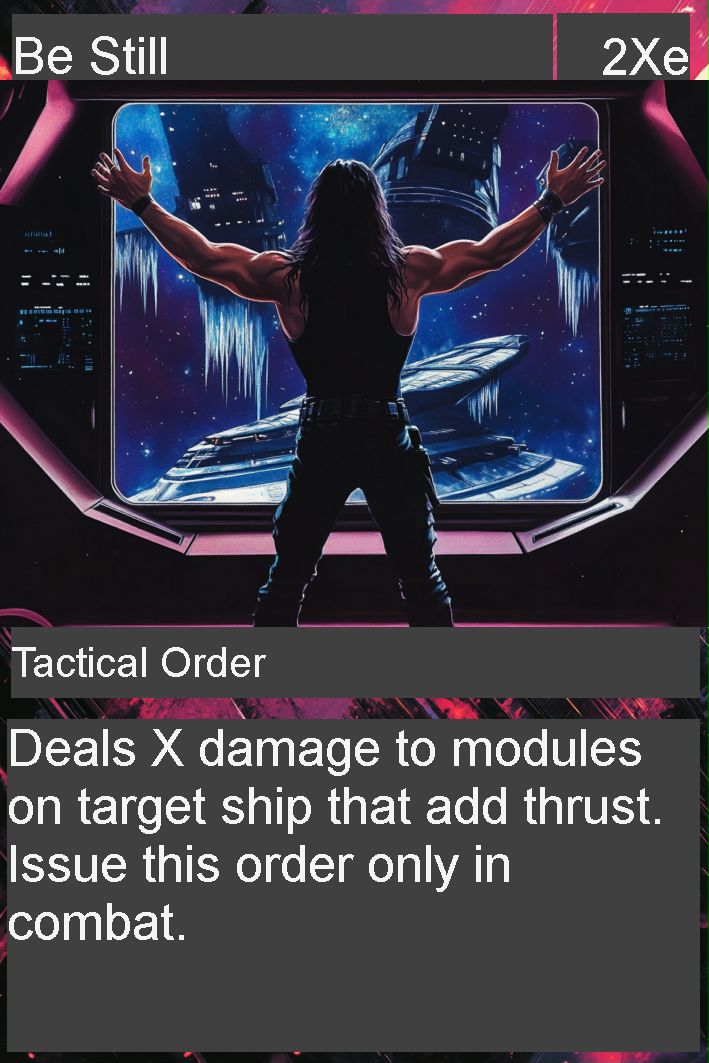 Be Still
2Xe
Tactical Order
Deals X damage to modules
on target ship that add thrust.
Issue this order only in
combat.